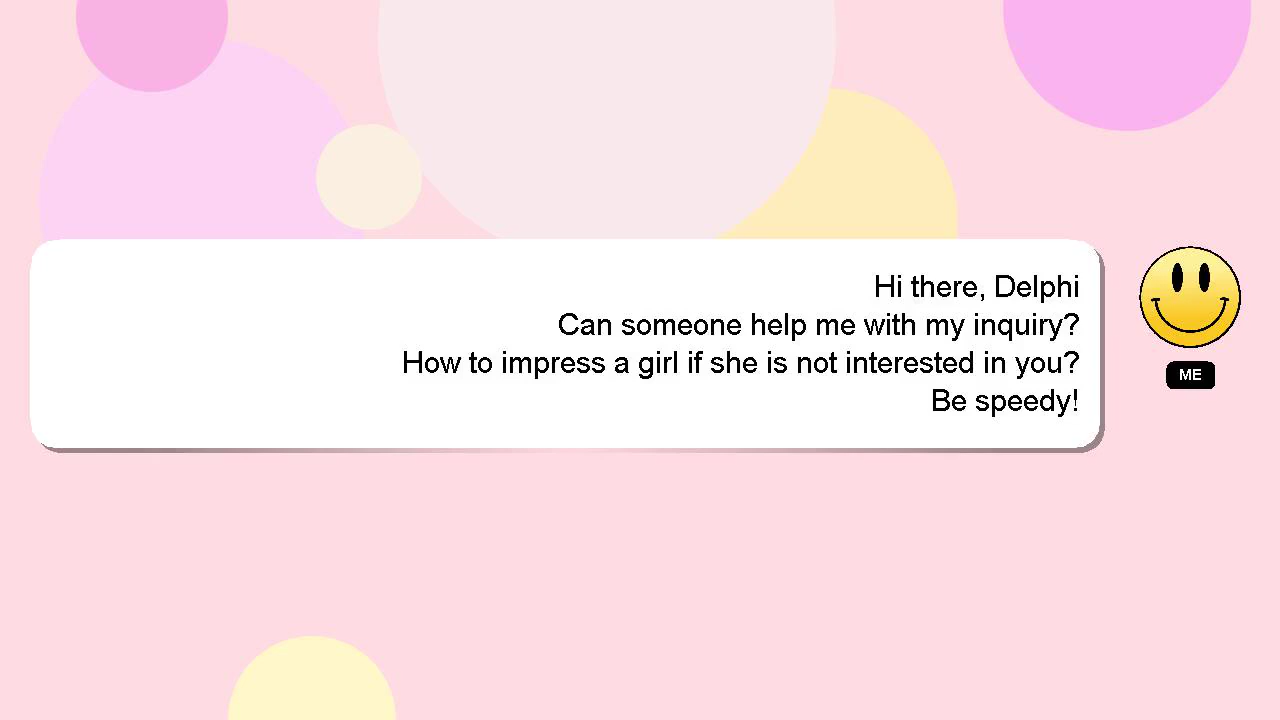 Hi there, Delphi
Can someone help me with my inquiry?
How to impress a girl if she is not interested in you?
Be speedy!
ME